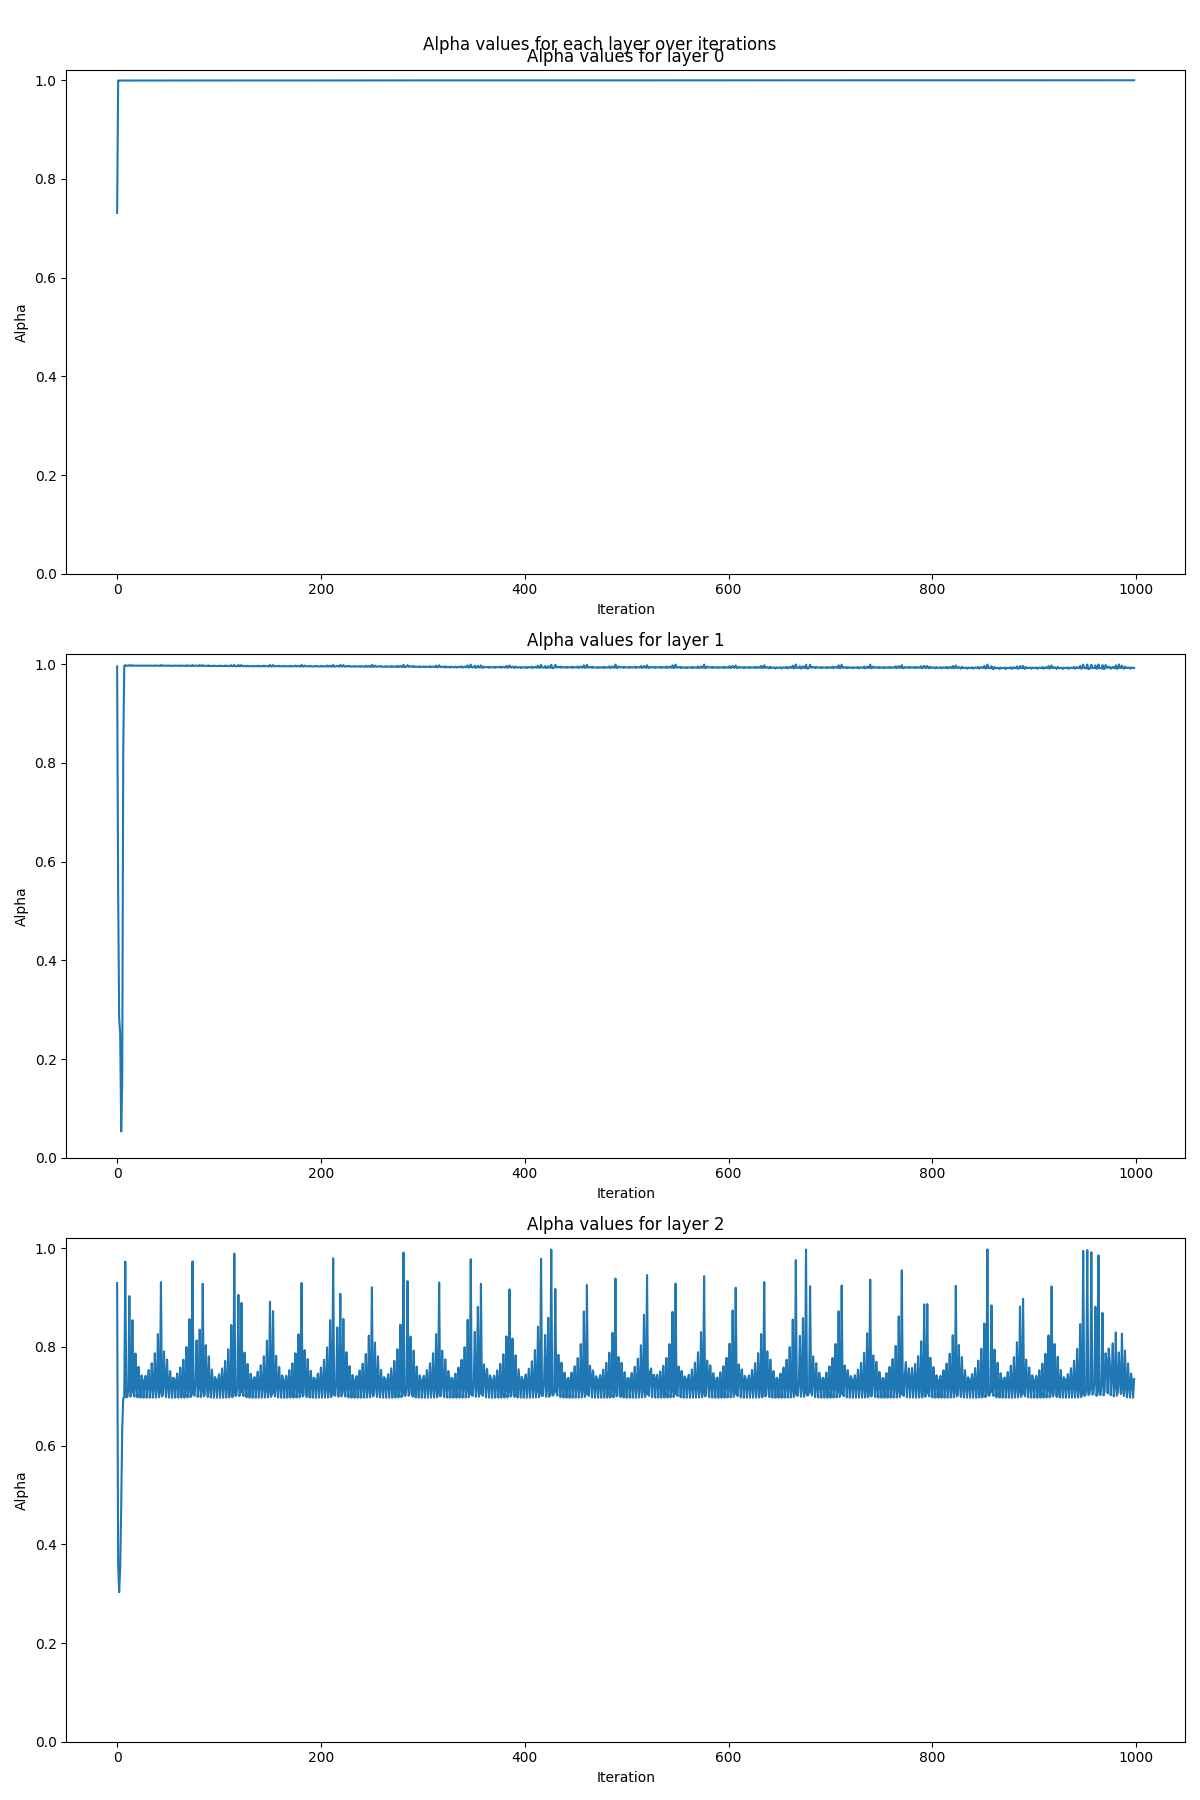 Alpha values for each layer over iterations
Alpha values for layer 0
1.0
0.8
0.6
0.4
0.2
0.0
Alpha
0 200 400 600 800 1000
Iteration
Alpha values for layer 1
1.0
0.8
0.6
0.4
0.2
0.0
Alpha
0 200 400 600 800 1000
Iteration
Alpha values for layer 2
1.0
0.8
0.6
0.4
0.2
0.0
Alpha
0 200 400 600 800 1000
Iteration